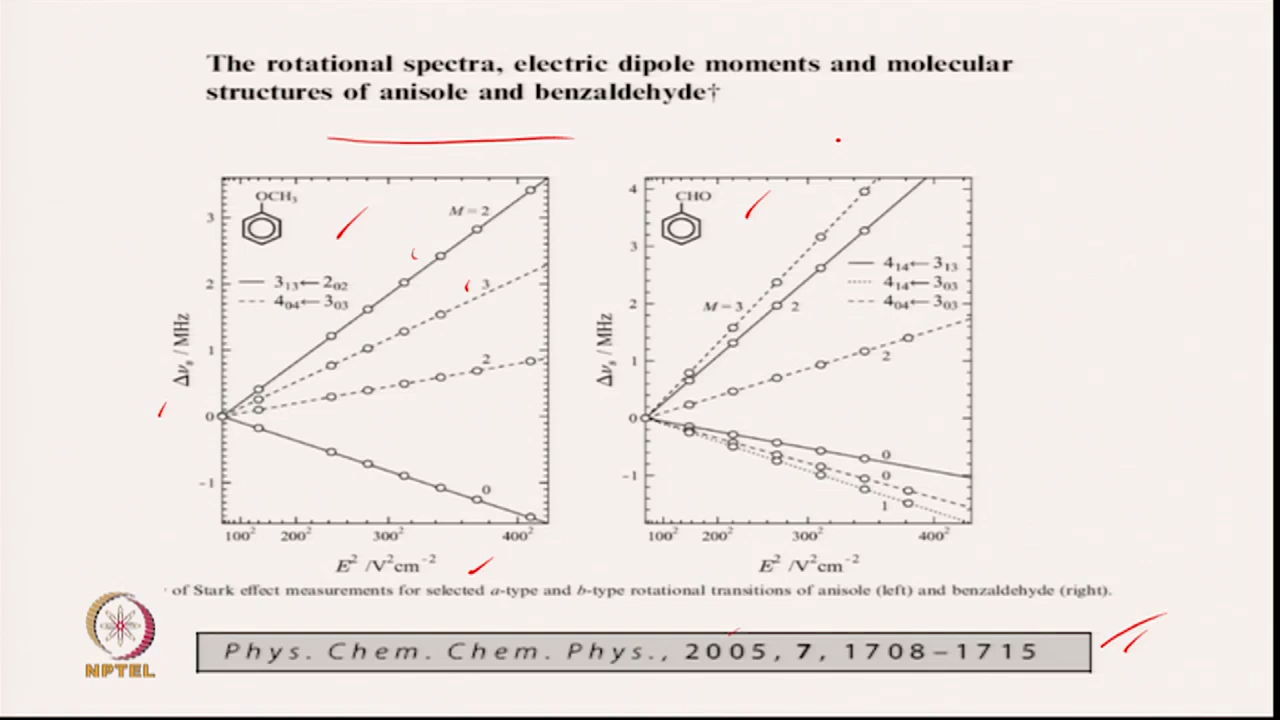 The rotational spectra, electric dipole moments and molecular
structures of anisole and benzaldehyde†
OCH₃
M=2
3
2
0
3₁₃←2₀₂
4₀₄←3₀₃
3
2
1
0
-1
Δνₛ / MHz
100² 200² 300² 400²
E² /V²cm⁻²
CHO
M=3
2
2
0
0
1
4₁₄←3₁₃
4₁₄←3₀₃
4₀₄←3₀₃
4
3
2
1
0
-1
Δνₛ / MHz
100² 200² 300² 400²
E² /V²cm⁻²
of Stark effect measurements for selected a-type and b-type rotational transitions of anisole (left) and benzaldehyde (right).
Phys. Chem. Chem. Phys., 2005, 7, 1708–1715
NPTEL